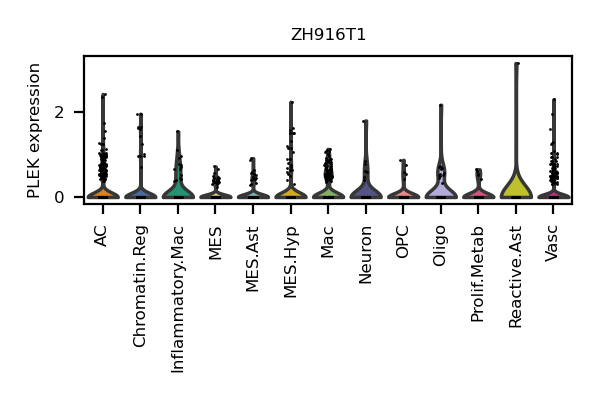 ZH916T1
PLEK expression
2
0
AC
Chromatin.Reg
Inflammatory.Mac
MES
MES.Ast
MES.Hyp
Mac
Neuron
OPC
Oligo
Prolif.Metab
Reactive.Ast
Vasc